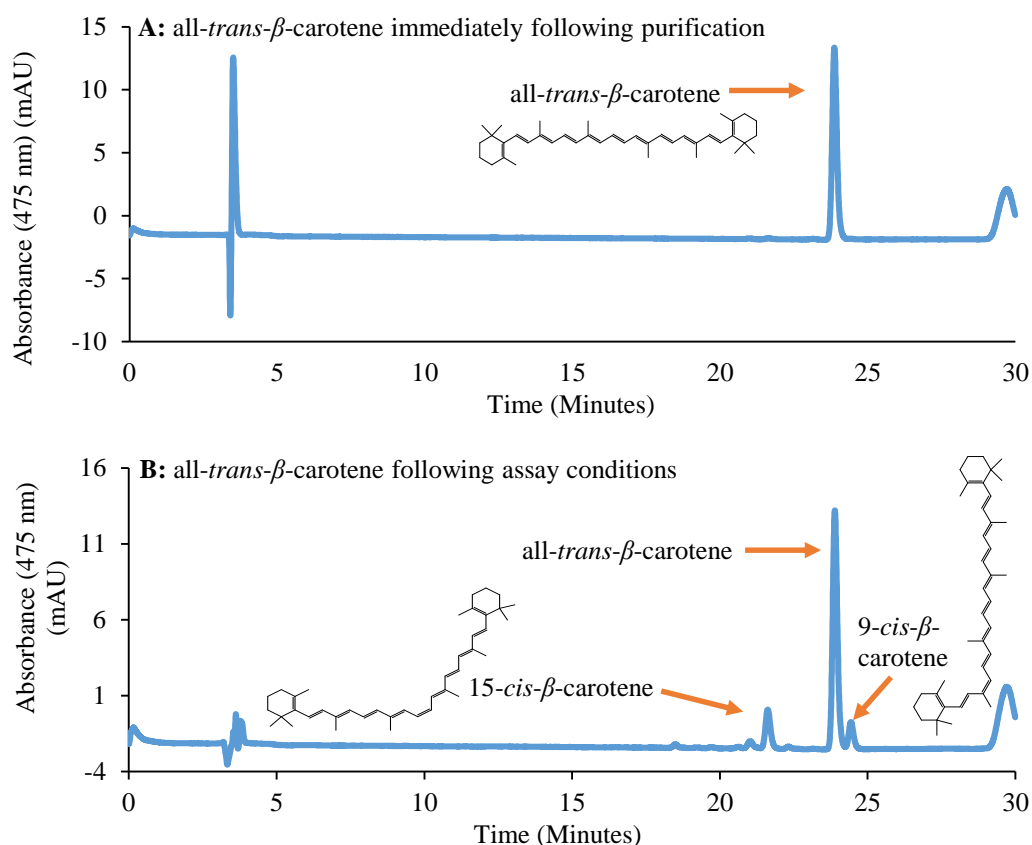 A: all-trans-β-carotene immediately following purification
Absorbance (475 nm) (mAU)
15
10
5
0
-5
-10
all-trans-β-carotene
0
5
10
15
20
25
30
Time (Minutes)
B: all-trans-β-carotene following assay conditions
Absorbance (475 nm)
(mAU)
16
11
6
1
-4
all-trans-β-carotene
9-cis-β-
carotene
15-cis-β-carotene
0
5
10
15
20
25
30
Time (Minutes)